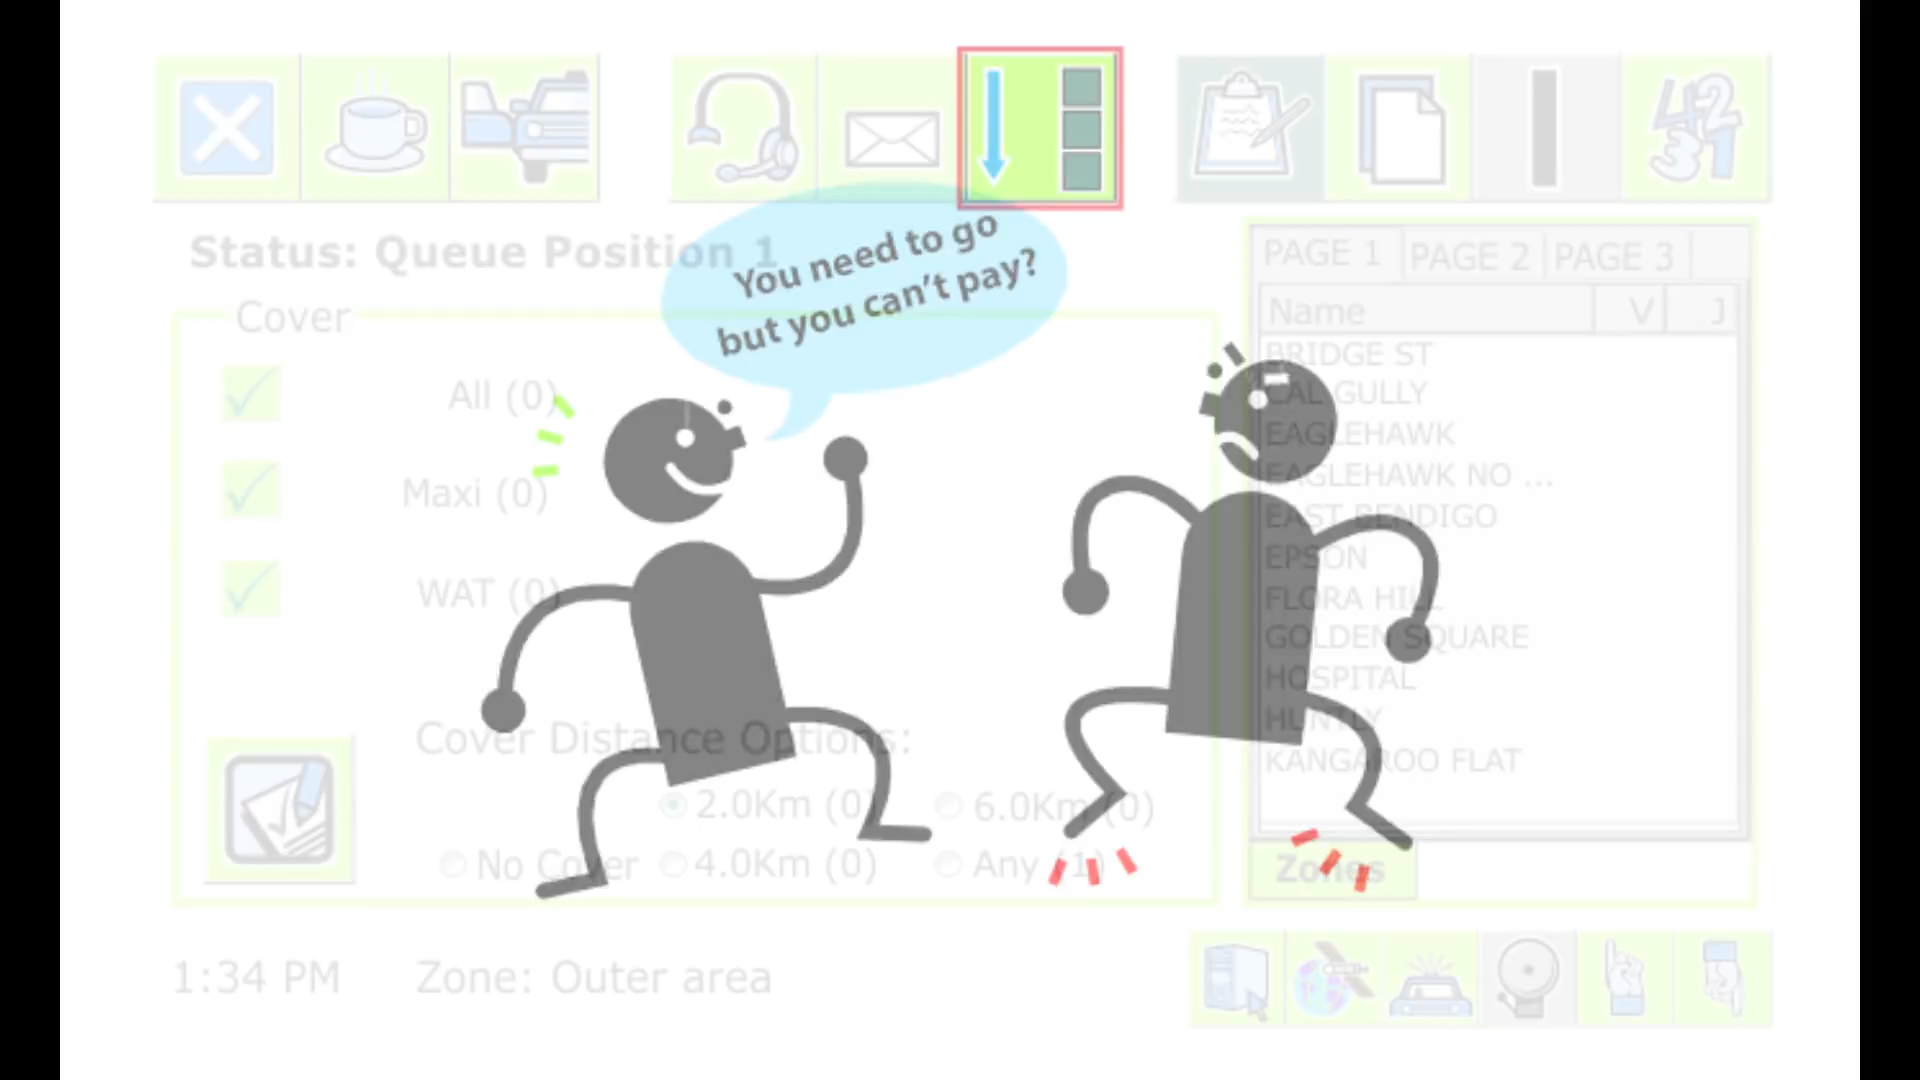 Status: Queue Position 1
You need to go
but you can't pay?
Cover
All (0)
Maxi (0)
WAT (0)
Cover Distance Options:
2.0Km (0)
6.0Km (0)
No Cover
4.0Km (0)
Any (1)
PAGE 1
PAGE 2
PAGE 3
Name V J
BRIDGE ST
CAL GULLY
EAGLEHAWK
EAGLEHAWK NO ...
EAST BENDIGO
EPSON
FLORA HILL
GOLDEN SQUARE
HOSPITAL
HUNTLY
KANGAROO FLAT
Zones
1:34 PM
Zone: Outer area